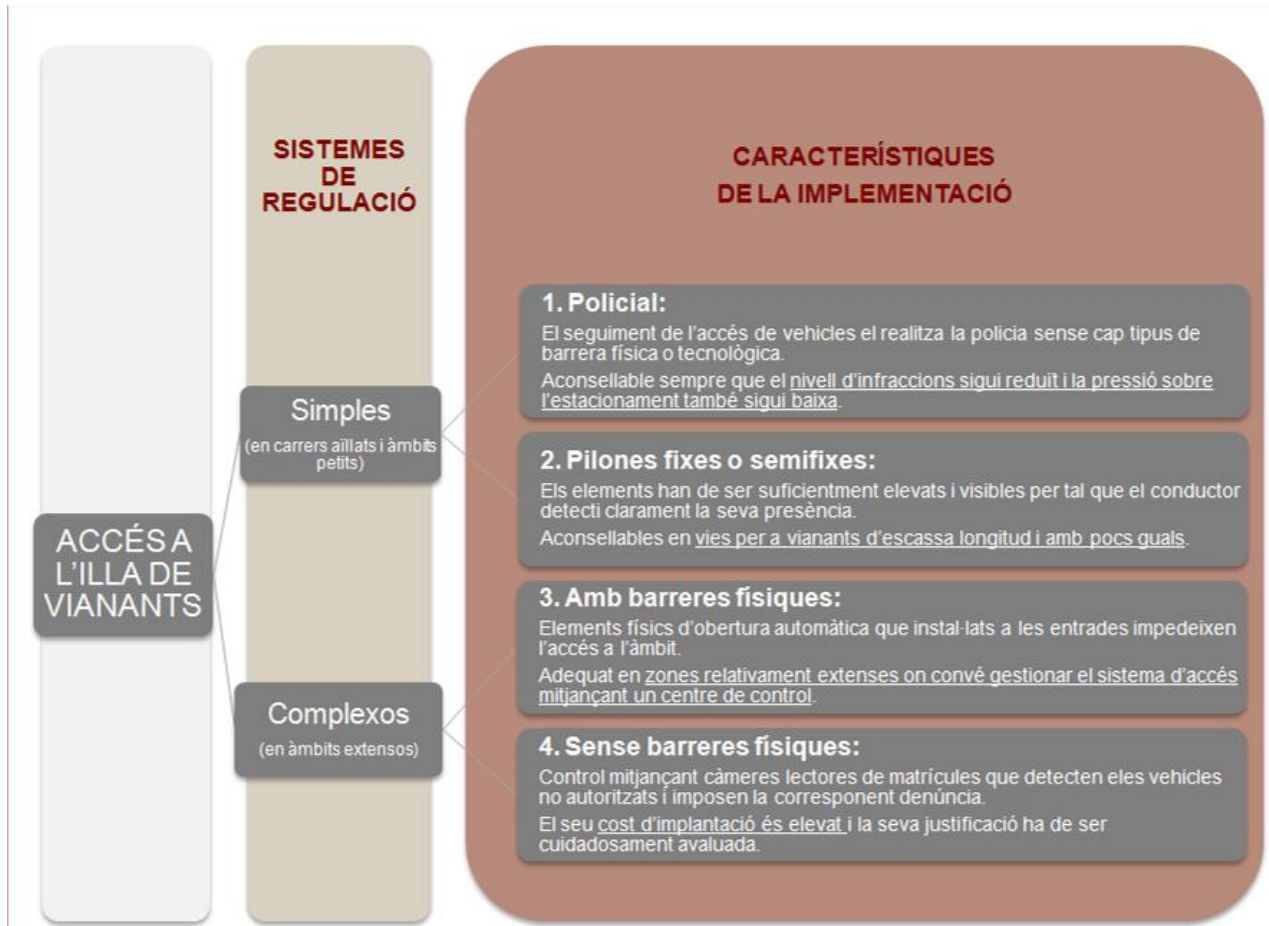 SISTEMES
DE
REGULACIÓ
CARACTERÍSTIQUES
DE LA IMPLEMENTACIÓ
ACCÉS A
L'ILLA DE
VIANANTS
Simples
(en carrers aïllats i àmbits
petits)
1. Policial:
El seguiment de l'accés de vehicles el realitza la policia sense cap tipus de
barrera física o tecnològica.
Aconsellable sempre que el nivell d'infraccions sigui reduït i la pressió sobre
l'estacionament també sigui baixa.
2. Pilones fixes o semifixes:
Els elements han de ser suficientment elevats i visibles per tal que el conductor
detecti clarament la seva presència.
Aconsellables en vies per a vianants d'escassa longitud i amb pocs guals.
Complexos
(en àmbits extensos)
3. Amb barreres físiques:
Elements físics d'obertura automàtica que instal·lats a les entrades impedeixen
l'accés a l'àmbit.
Adequat en zones relativament extenses on convé gestionar el sistema d'accés
mitjançant un centre de control.
4. Sense barreres físiques:
Control mitjançant càmeres lectores de matrícules que detecten eles vehicles
no autoritzats i imposen la corresponent denúncia.
El seu cost d'implantació és elevat i la seva justificació ha de ser
cuidadosament avaluada.